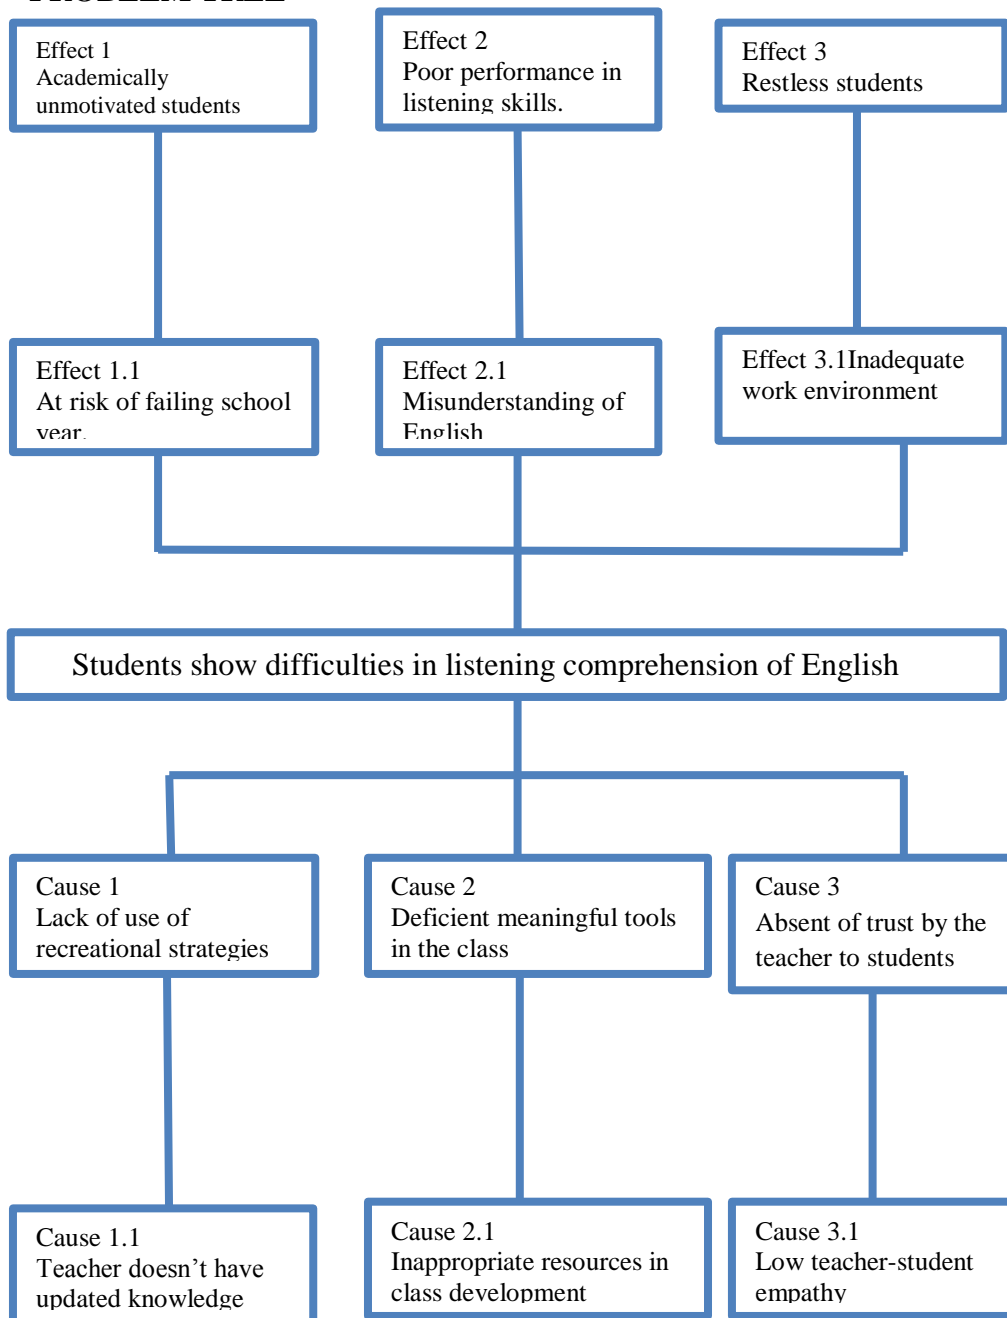 PROBLEM TREE
Effect 1
Academically
unmotivated students
Effect 2
Poor performance in
listening skills.
Effect 3
Restless students
Effect 1.1
At risk of failing school
year.
Effect 2.1
Misunderstanding of
English
Effect 3.1Inadequate
work environment
Students show difficulties in listening comprehension of English
Cause 1
Lack of use of
recreational strategies
Cause 2
Deficient meaningful tools
in the class
Cause 3
Absent of trust by the
teacher to students
Cause 1.1
Teacher doesn’t have
updated knowledge
Cause 2.1
Inappropriate resources in
class development
Cause 3.1
Low teacher-student
empathy